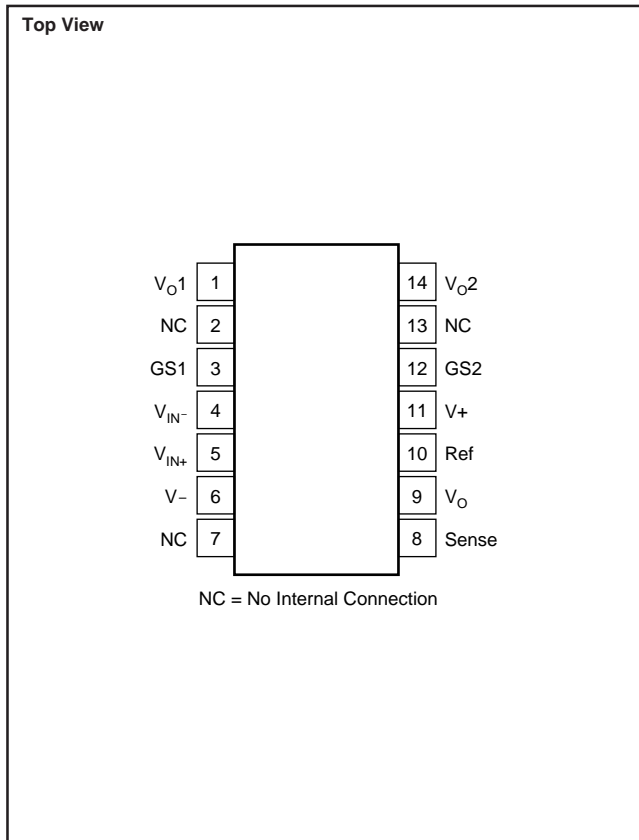 Top View
V_O1 1 14 V_O2
NC 2 13 NC
GS1 3 12 GS2
V_IN− 4 11 V+
V_IN+ 5 10 Ref
V− 6 9 V_O
NC 7 8 Sense
NC = No Internal Connection